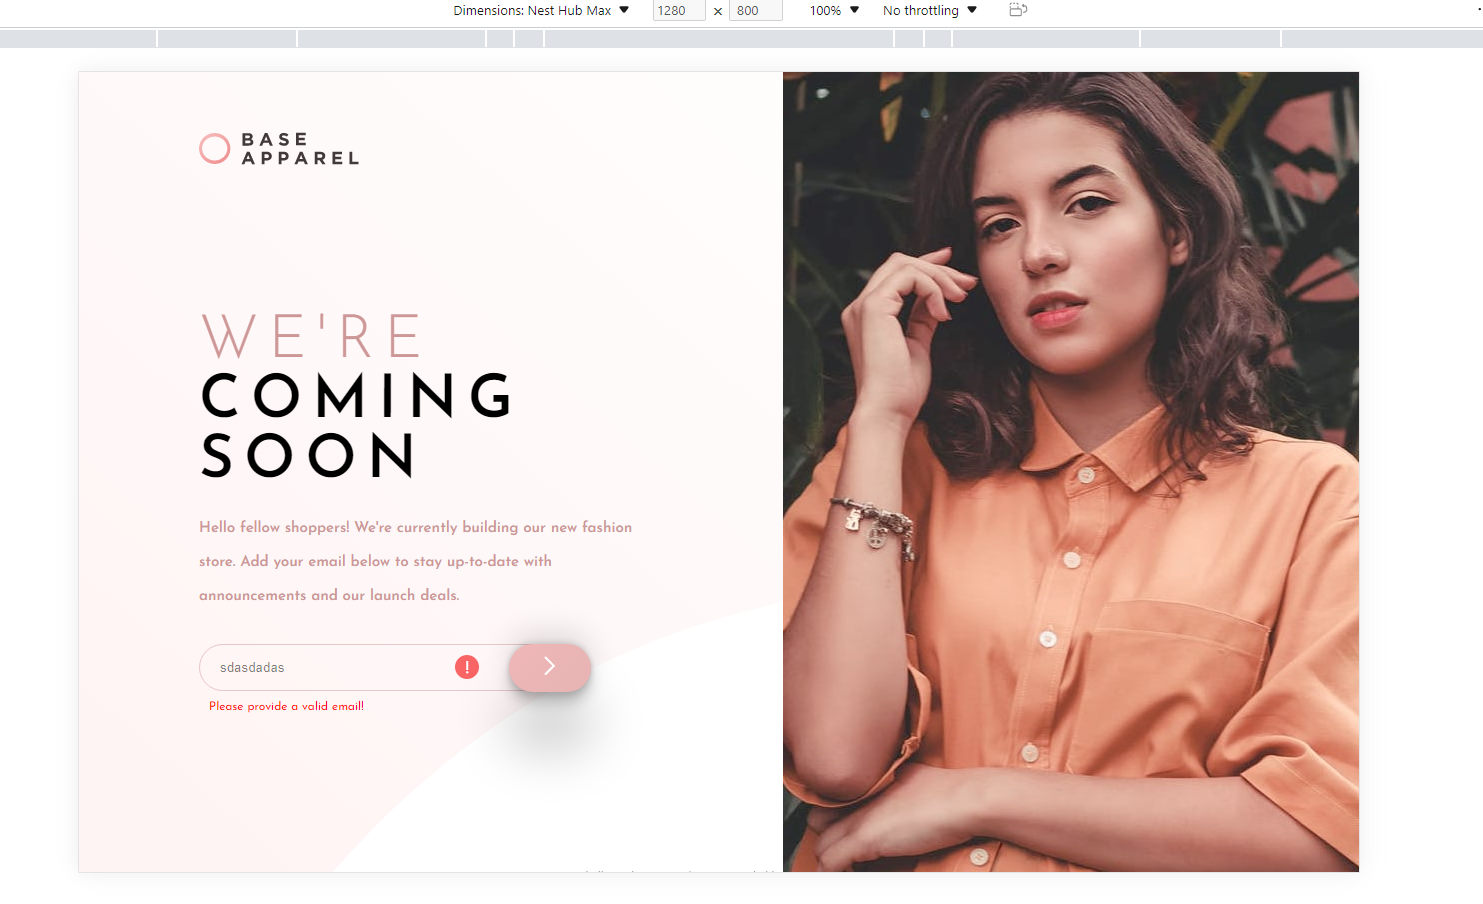 Dimensions: Nest Hub Max 1280 × 800 100% No throttling
BASE
APPAREL
WE'RE
COMING
SOON
Hello fellow shoppers! We're currently building our new fashion
store. Add your email below to stay up-to-date with
announcements and our launch deals.
sdasdadas !
Please provide a valid email!